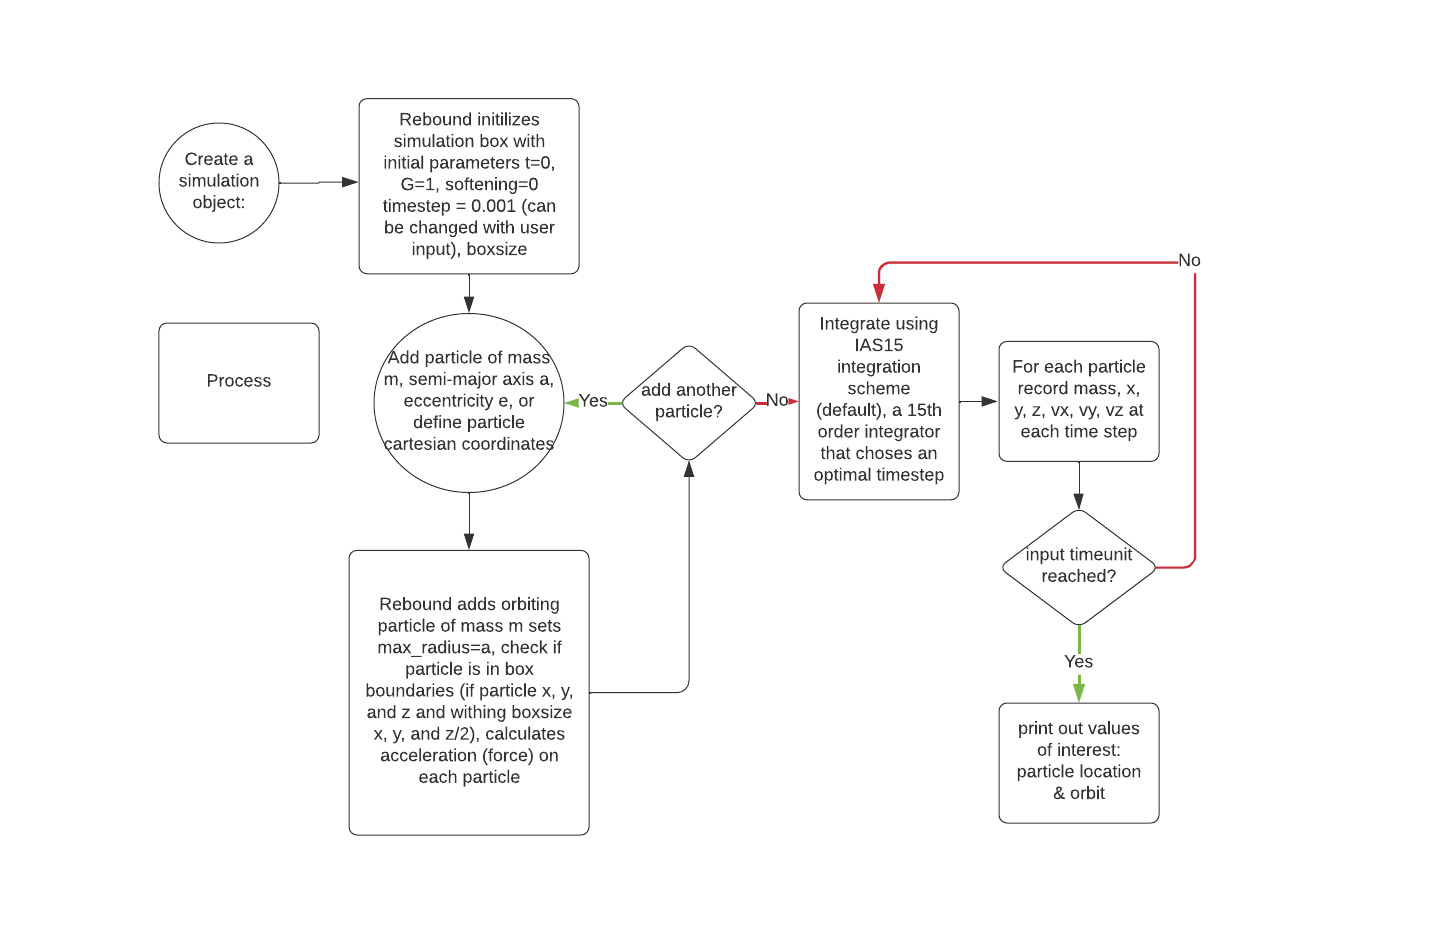 Create a
simulation
object:
Rebound initilizes
simulation box with
initial parameters t=0,
G=1, softening=0
timestep = 0.001 (can
be changed with user
input), boxsize
Process
Add particle of mass
m, semi-major axis a,
eccentricity e, or
define particle
cartesian coordinates
Yes
add another
particle?
No
Rebound adds orbiting
particle of mass m sets
max_radius=a, check if
particle is in box
boundaries (if particle x, y,
and z and withing boxsize
x, y, and z/2), calculates
acceleration (force) on
each particle
Integrate using
IAS15
integration
scheme
(default), a 15th
order integrator
that choses an
optimal timestep
For each particle
record mass, x,
y, z, vx, vy, vz at
each time step
No
input timeunit
reached?
Yes
print out values
of interest:
particle location
& orbit